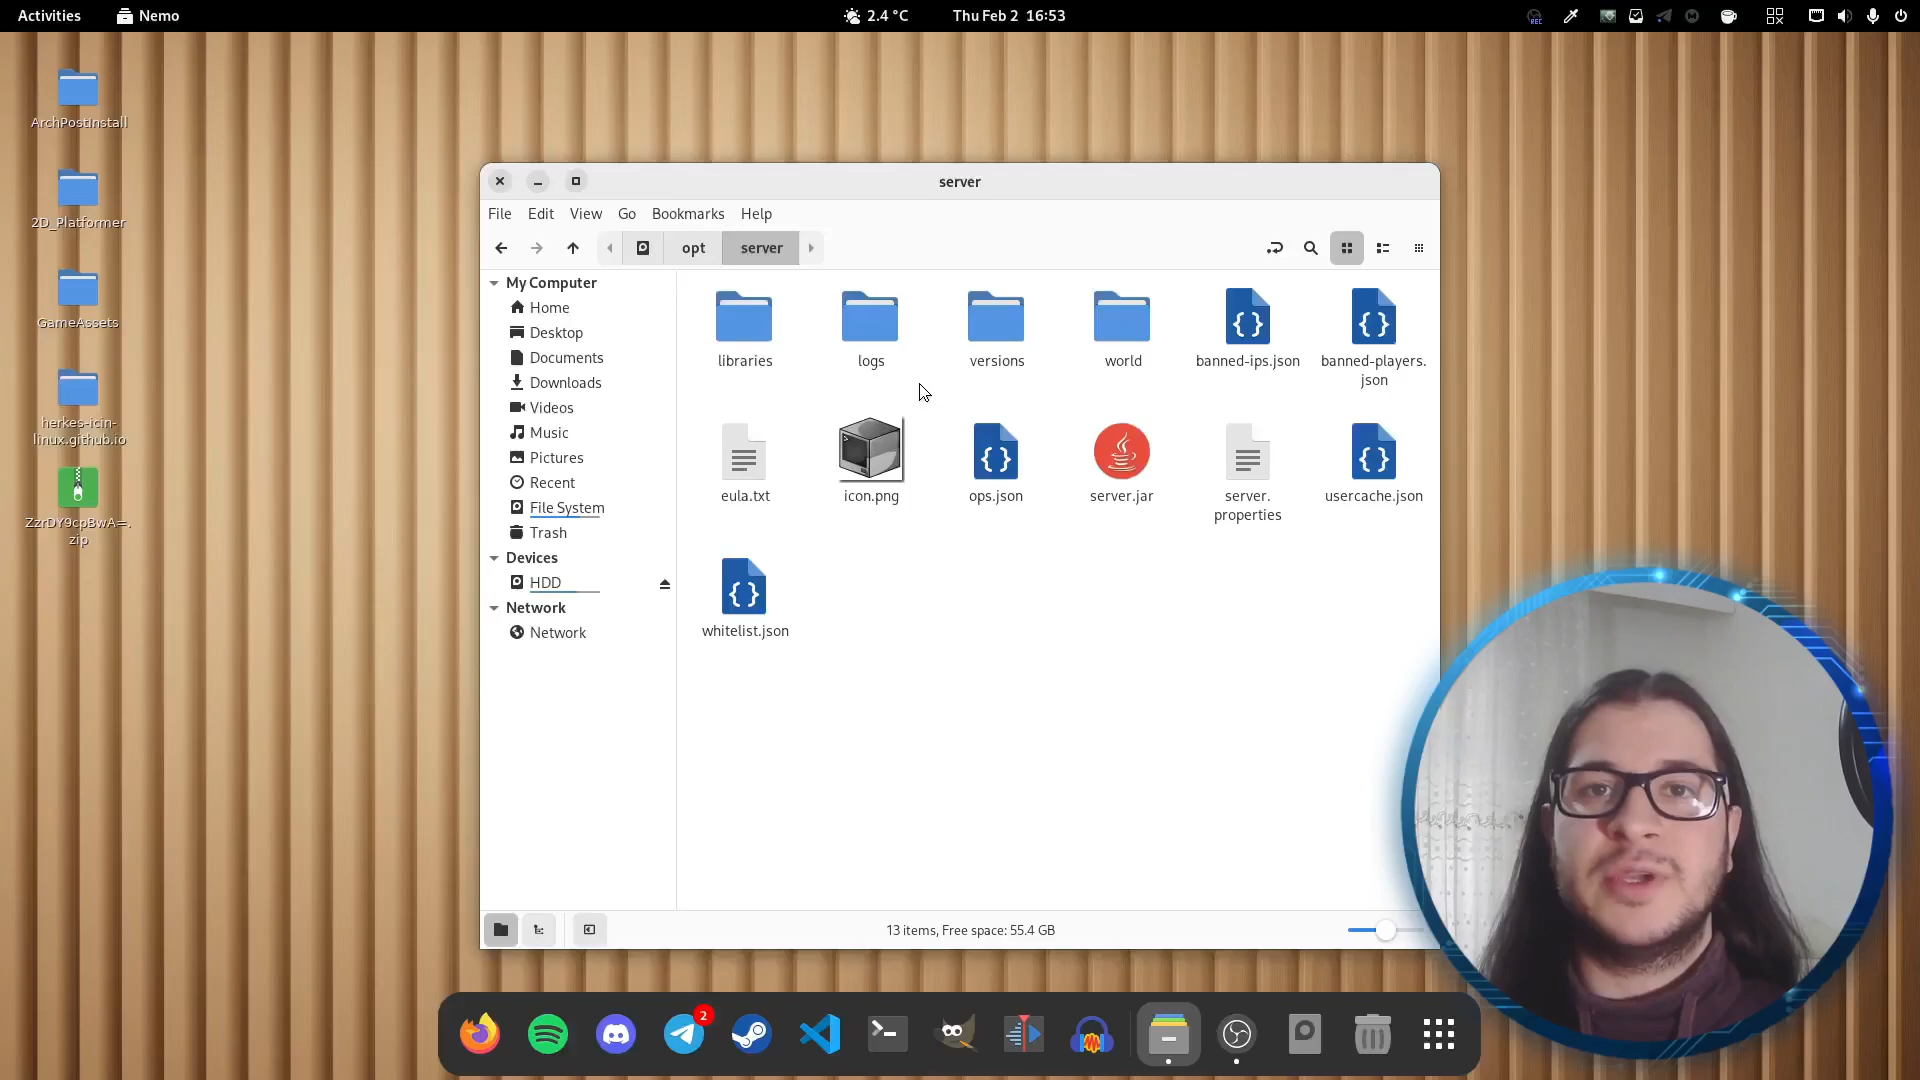 Activities
Nemo
2.4 °C
Thu Feb 2 16:53
REC
ArchPostInstall
2D_Platformer
GameAssets
herkes-icin-
linux.github.io
ZzrDY9cpBwA=.
zip
server
File Edit View Go Bookmarks Help
opt
server
My Computer
Home
Desktop
Documents
Downloads
Videos
Music
Pictures
Recent
File System
Trash
Devices
HDD
Network
Network
libraries
logs
versions
world
banned-ips.json
banned-players.
json
eula.txt
icon.png
ops.json
server.jar
server.
properties
usercache.json
whitelist.json
13 items, Free space: 55.4 GB
2